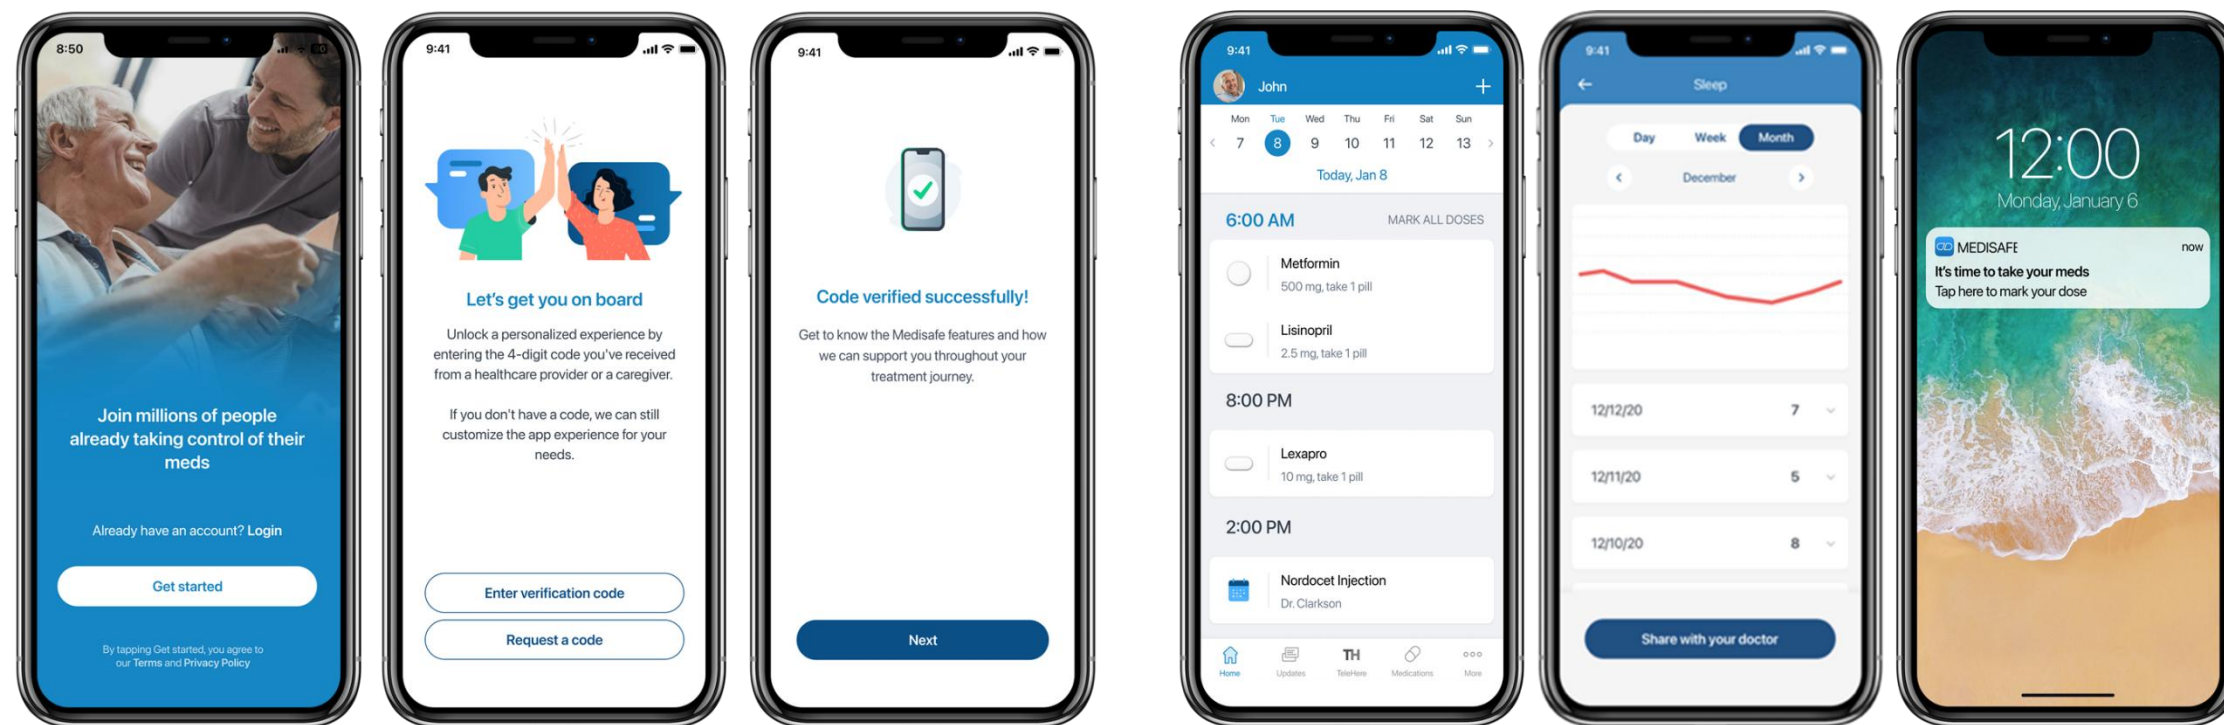 8:50
Join millions of people
already taking control of their
meds
Already have an account? Login
Get started
By tapping Get started, you agree to
our Terms and Privacy Policy
9:41
Let's get you on board
Unlock a personalized experience by
entering the 4-digit code you've received
from a healthcare provider or a caregiver.
If you don't have a code, we can still
customize the app experience for your
needs.
Enter verification code
Request a code
9:41
Code verified successfully!
Get to know the Medisafe features and how
we can support you throughout your
treatment journey.
Next
9:41
John +
Mon Tue Wed Thu Fri Sat Sun
< 7 8 9 10 11 12 13 >
Today, Jan 8
6:00 AM MARK ALL DOSES
Metformin
500 mg, take 1 pill
Lisinopril
2.5 mg, take 1 pill
8:00 PM
Lexapro
10 mg, take 1 pill
2:00 PM
Nordocet Injection
Dr. Clarkson
TH
Home Updates TeleHere Medications More
9:41
Sleep
Day Week Month
< December >
12/12/20 7
12/11/20 5
12/10/20 8
Share with your doctor
12:00
Monday, January 6
MEDISAFE now
It's time to take your meds
Tap here to mark your dose